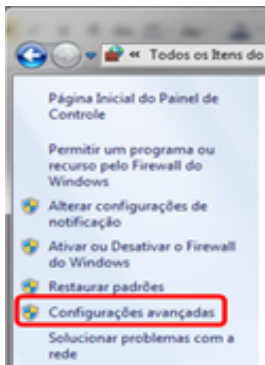 « Todos os Itens do
Página Inicial do Painel de
Controle
Permitir um programa ou
recurso pelo Firewall do
Windows
Alterar configurações de
notificação
Ativar ou Desativar o Firewall
do Windows
Restaurar padrões
Configurações avançadas
Solucionar problemas com a
rede